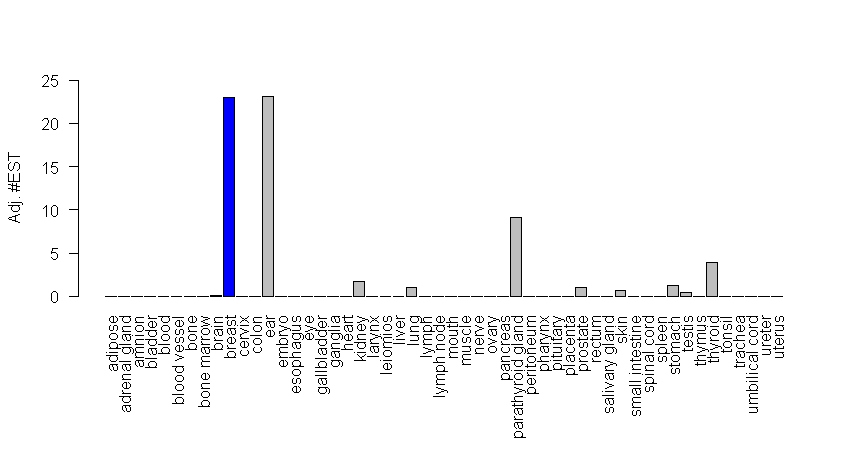 Adj. #EST
25
20
15
10
5
0
adipose
adrenal gland
amnion
bladder
blood
blood vessel
bone
bone marrow
brain
breast
cervix
colon
ear
embryo
esophagus
eye
gallbladder
ganglia
heart
kidney
larynx
leiomios
liver
lung
lymph
lymph node
mouth
muscle
nerve
ovary
pancreas
parathyroid gland
peritoneum
pharynx
pituitary
placenta
prostate
rectum
salivary gland
skin
small intestine
spinal cord
spleen
stomach
testis
thymus
thyroid
tonsil
trachea
umbilical cord
ureter
uterus